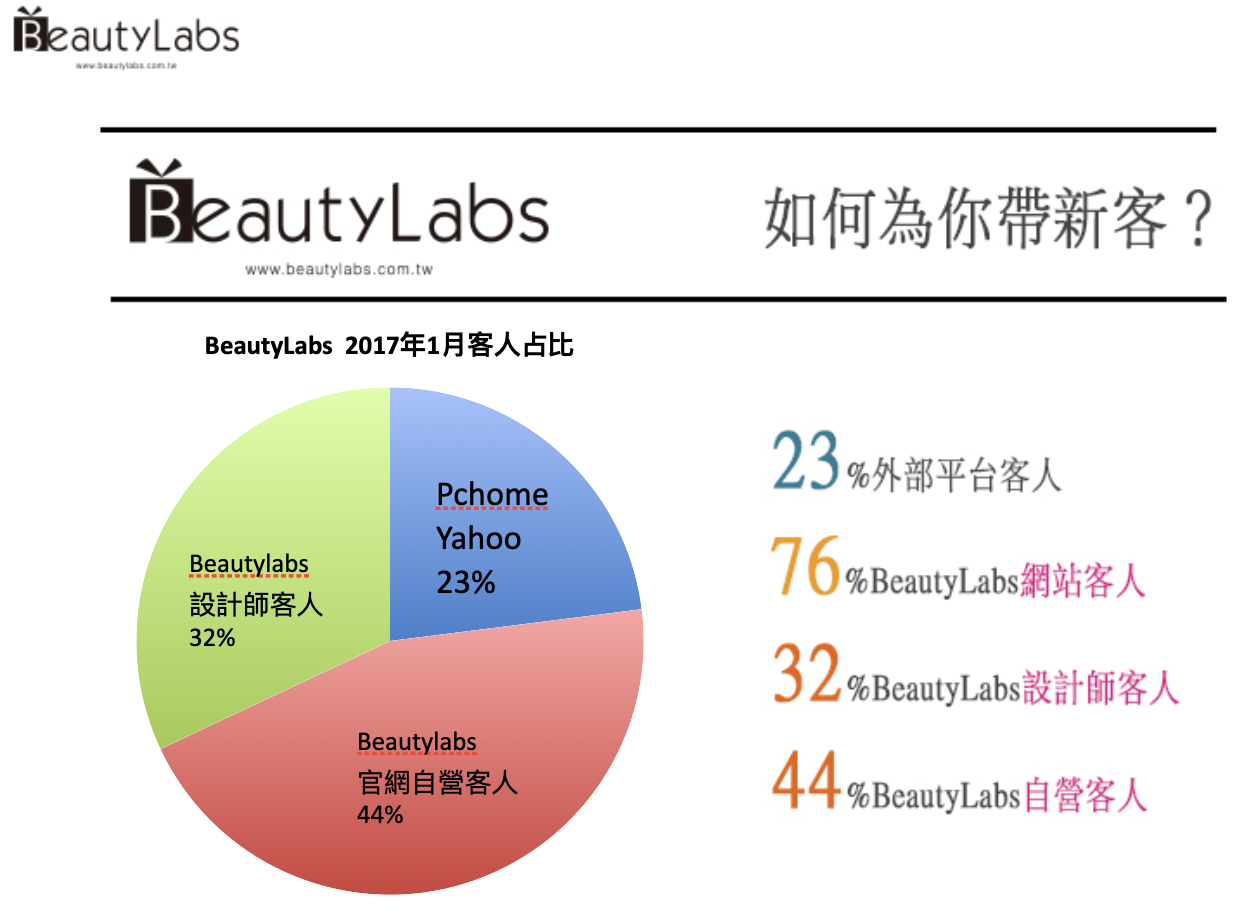 BeautyLabs
www.beautylabs.com.tw
BeautyLabs
www.beautylabs.com.tw
如何為你帶新客？
BeautyLabs 2017年1月客人占比
Pchome
Yahoo
23%
Beautylabs
設計師客人
32%
Beautylabs
官網自營客人
44%
23%外部平台客人
76%BeautyLabs網站客人
32%BeautyLabs設計師客人
44%BeautyLabs自營客人